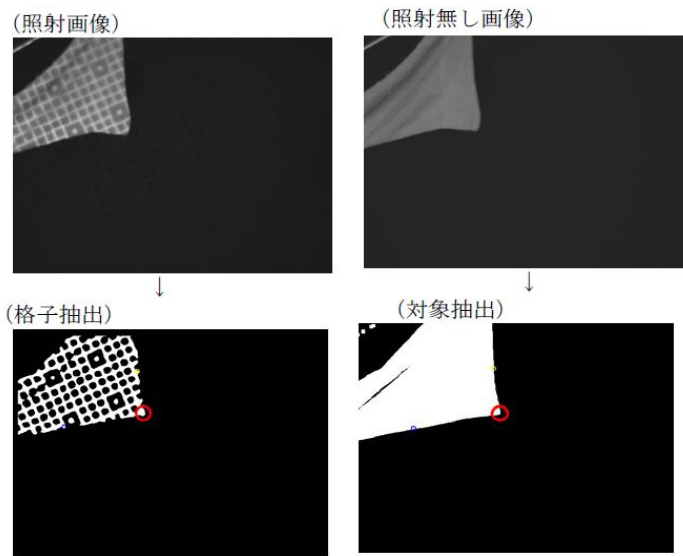 (照射画像)
(照射無し画像)
↓
↓
(格子抽出)
(対象抽出)